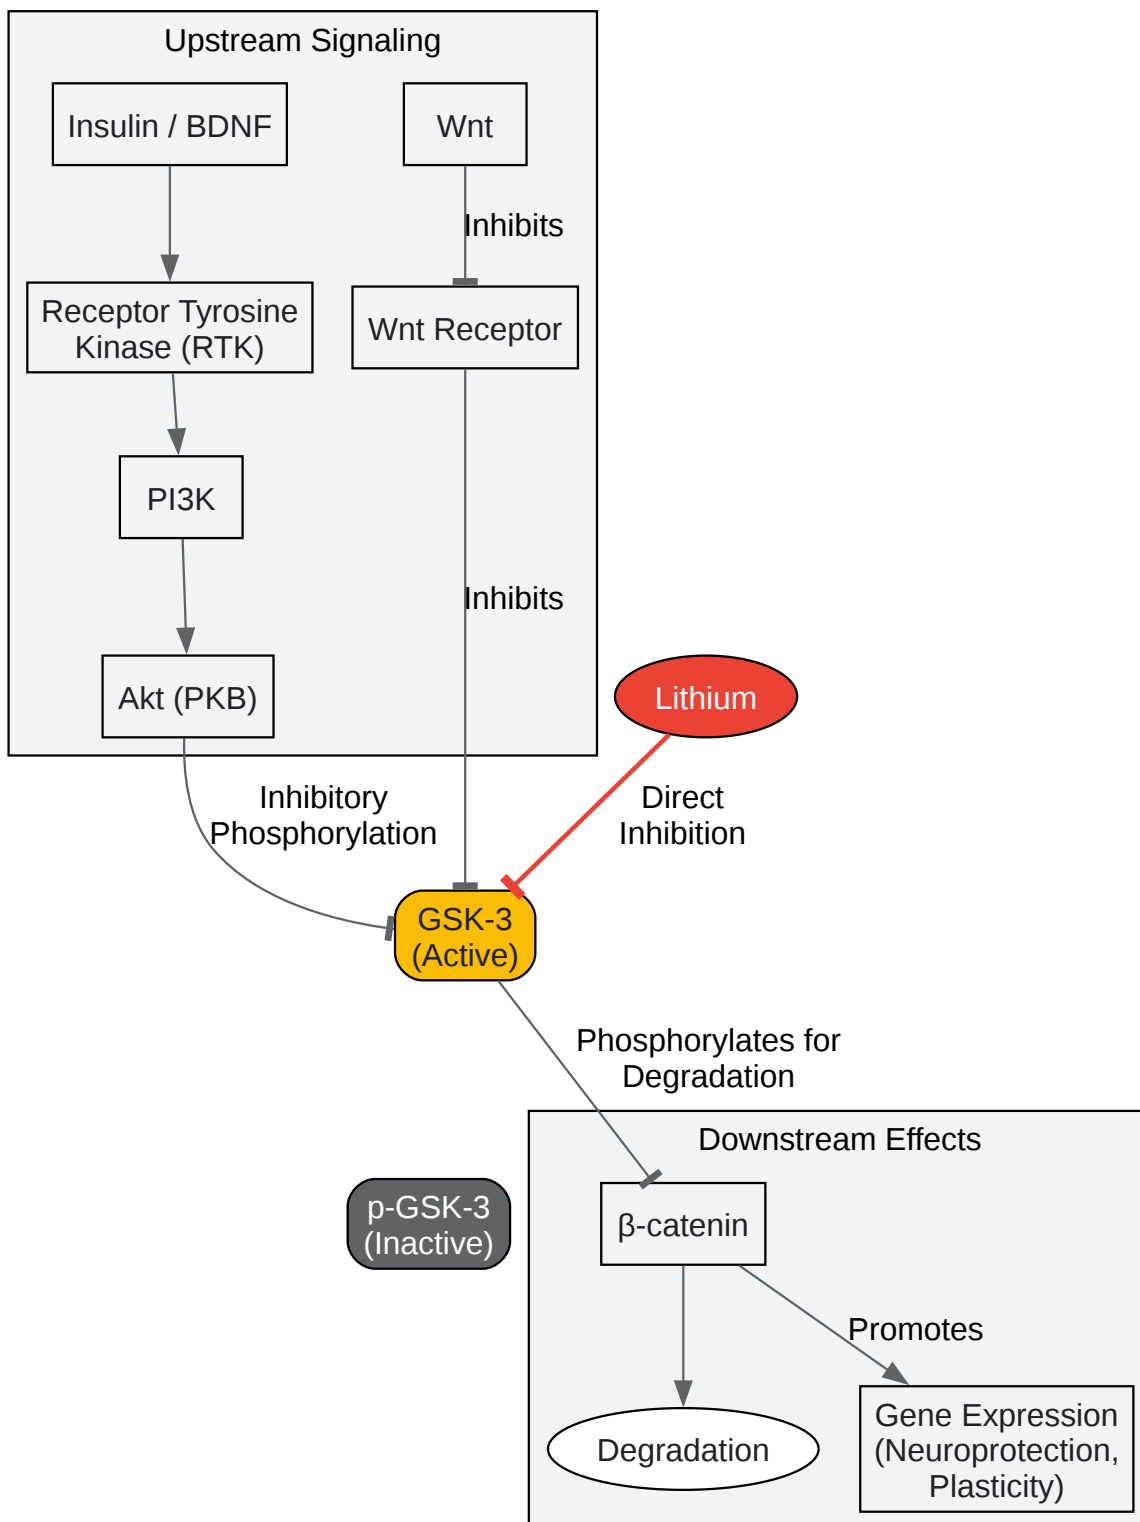 Upstream Signaling
Insulin / BDNF
Wnt
Inhibits
Receptor Tyrosine
Kinase (RTK)
Wnt Receptor
PI3K
Inhibits
Akt (PKB)
Lithium
Inhibitory
Phosphorylation
Direct
Inhibition
GSK-3
(Active)
Phosphorylates for
Degradation
Downstream Effects
p-GSK-3
(Inactive)
β-catenin
Promotes
Degradation
Gene Expression
(Neuroprotection,
Plasticity)